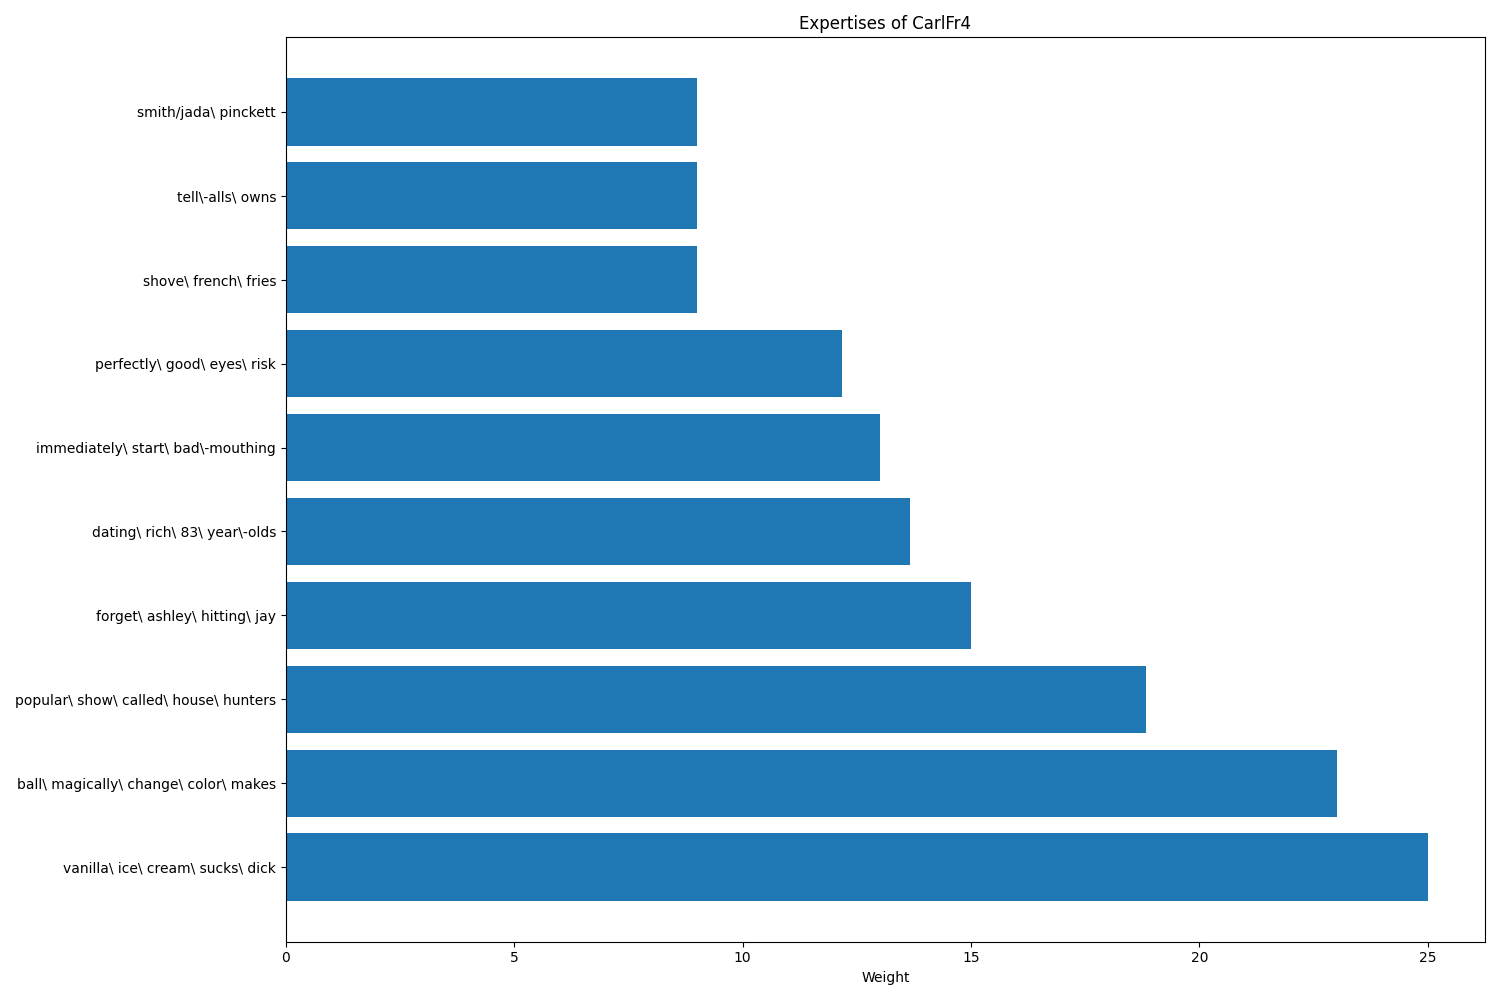 Expertises of CarlFr4
smith/jada\ pinckett
tell\-alls\ owns
shove\ french\ fries
perfectly\ good\ eyes\ risk
immediately\ start\ bad\-mouthing
dating\ rich\ 83\ year\-olds
forget\ ashley\ hitting\ jay
popular\ show\ called\ house\ hunters
ball\ magically\ change\ color\ makes
vanilla\ ice\ cream\ sucks\ dick
0 5 10 15 20 25
Weight